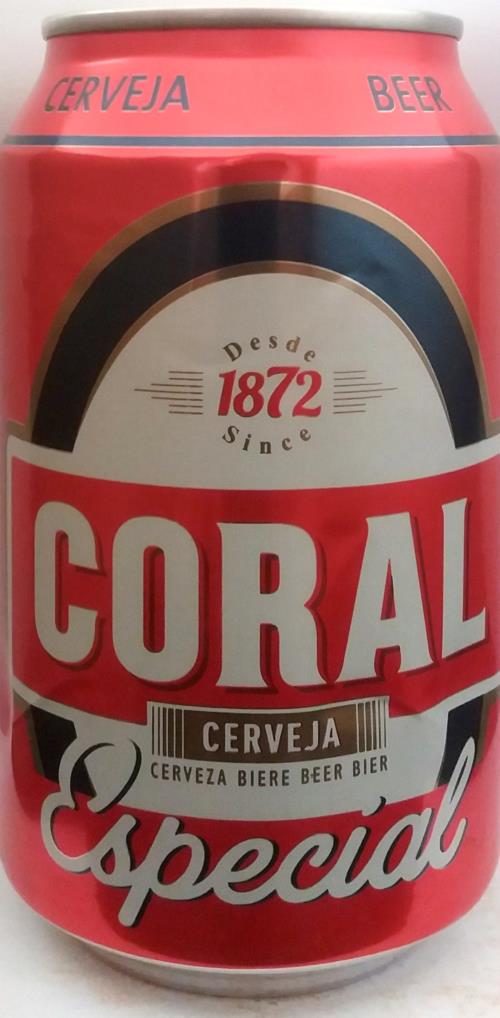 CERVEJA BEER
Desde
1872
Since
CORAL
CERVEJA
CERVEZA BIERE BEER BIER
Especial